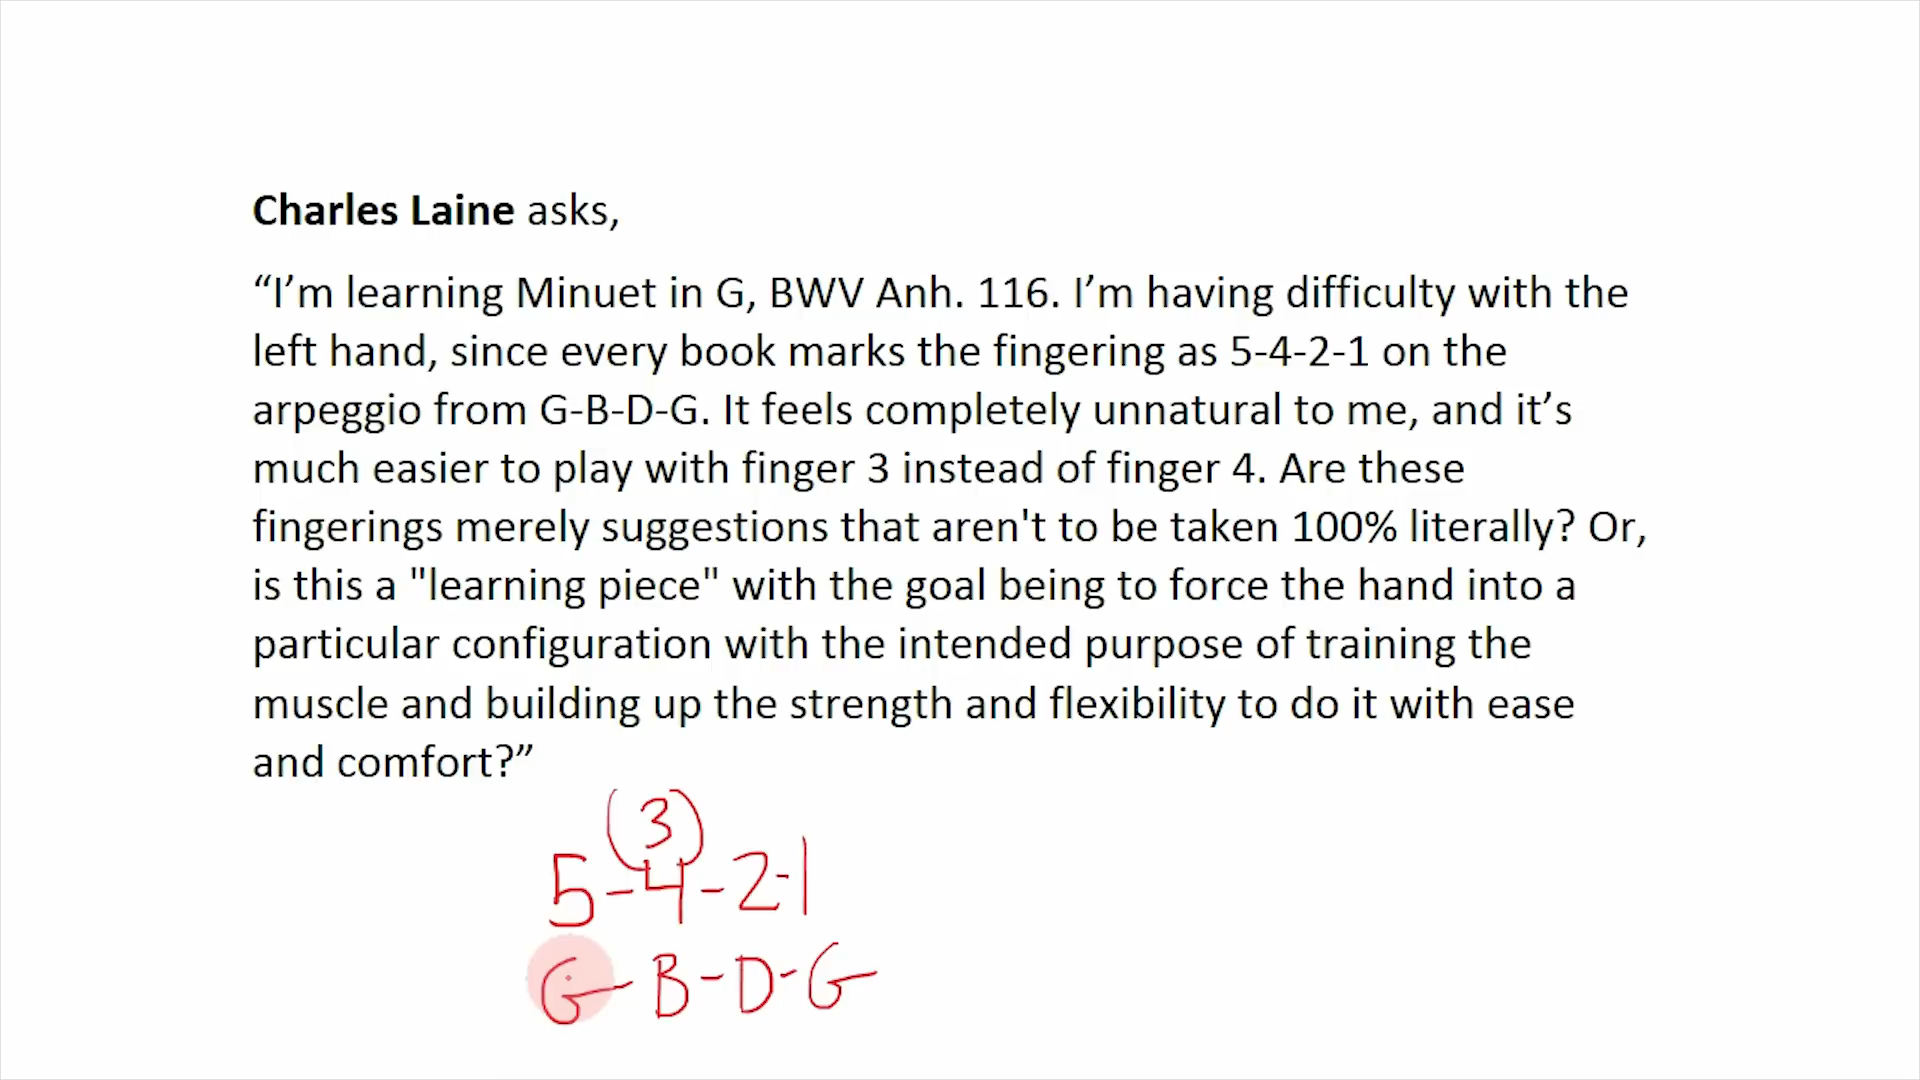 Charles Laine asks,
“I’m learning Minuet in G, BWV Anh. 116. I’m having difficulty with the
left hand, since every book marks the fingering as 5-4-2-1 on the
arpeggio from G-B-D-G. It feels completely unnatural to me, and it’s
much easier to play with finger 3 instead of finger 4. Are these
fingerings merely suggestions that aren't to be taken 100% literally? Or,
is this a "learning piece" with the goal being to force the hand into a
particular configuration with the intended purpose of training the
muscle and building up the strength and flexibility to do it with ease
and comfort?”
(3)
5-4-2-1
G-B-D-G